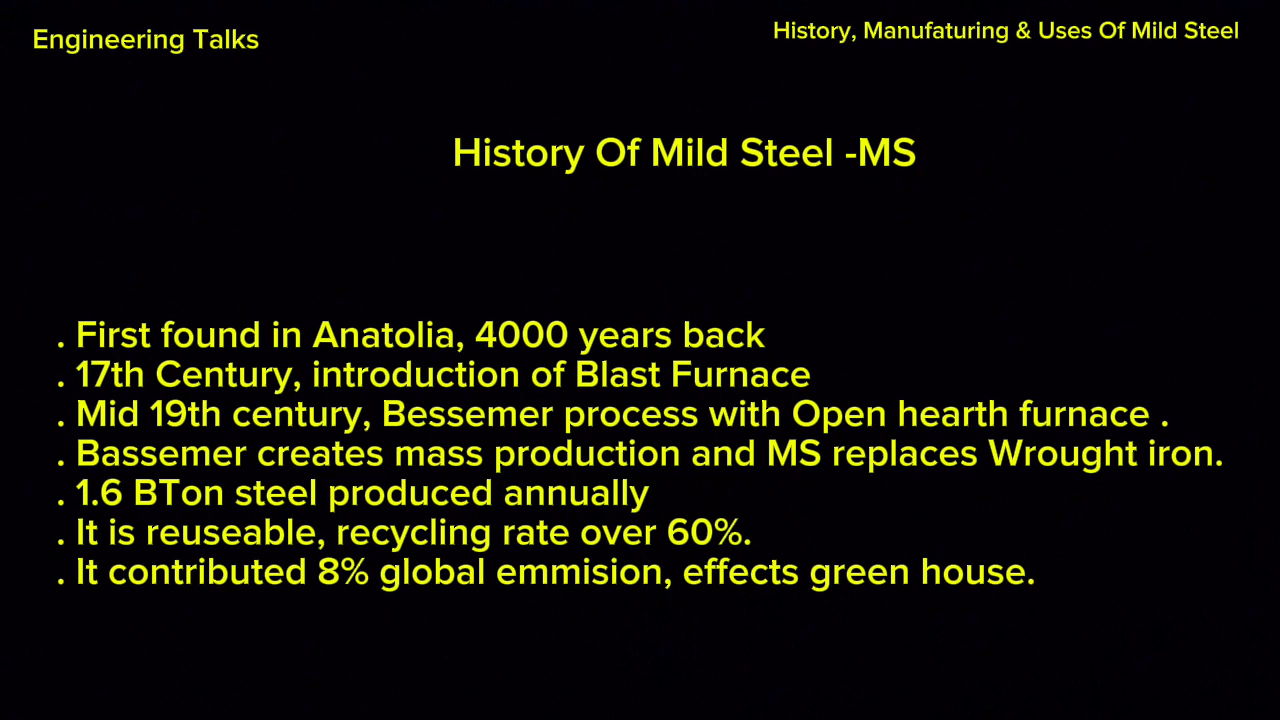 Engineering Talks
History, Manufaturing & Uses Of Mild Steel
History Of Mild Steel -MS
. First found in Anatolia, 4000 years back
. 17th Century, introduction of Blast Furnace
. Mid 19th century, Bessemer process with Open hearth furnace .
. Bassemer creates mass production and MS replaces Wrought iron.
. 1.6 BTon steel produced annually
. It is reuseable, recycling rate over 60%.
. It contributed 8% global emmision, effects green house.